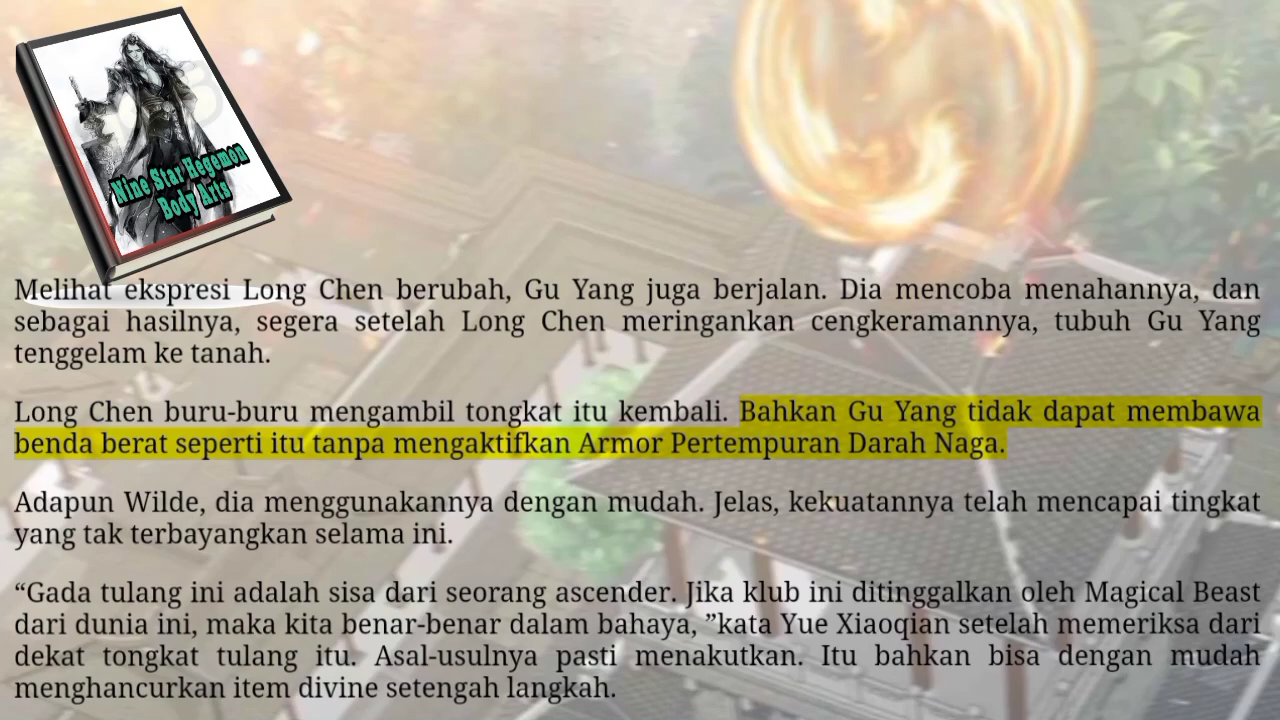 Nine Star Hegemon
Body Arts
Melihat ekspresi Long Chen berubah, Gu Yang juga berjalan. Dia mencoba menahannya, dan
sebagai hasilnya, segera setelah Long Chen meringankan cengkeramannya, tubuh Gu Yang
tenggelam ke tanah.
Long Chen buru-buru mengambil tongkat itu kembali. Bahkan Gu Yang tidak dapat membawa
benda berat seperti itu tanpa mengaktifkan Armor Pertempuran Darah Naga.
Adapun Wilde, dia menggunakannya dengan mudah. Jelas, kekuatannya telah mencapai tingkat
yang tak terbayangkan selama ini.
“Gada tulang ini adalah sisa dari seorang ascender. Jika klub ini ditinggalkan oleh Magical Beast
dari dunia ini, maka kita benar-benar dalam bahaya, ”kata Yue Xiaoqian setelah memeriksa dari
dekat tongkat tulang itu. Asal-usulnya pasti menakutkan. Itu bahkan bisa dengan mudah
menghancurkan item divine setengah langkah.